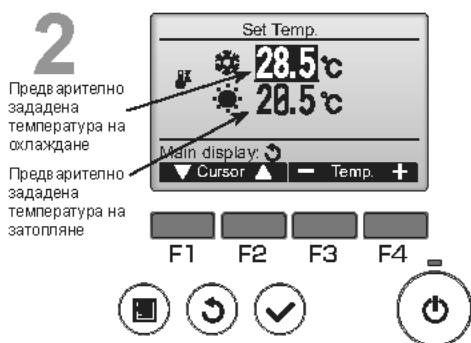 2
Предварително
зададена
температура на
охлаждане
Предварително
зададена
температура на
затопляне
Set Temp.
28.5 °C
20.5 °C
Main display:
Cursor − Temp. +
F1 F2 F3 F4